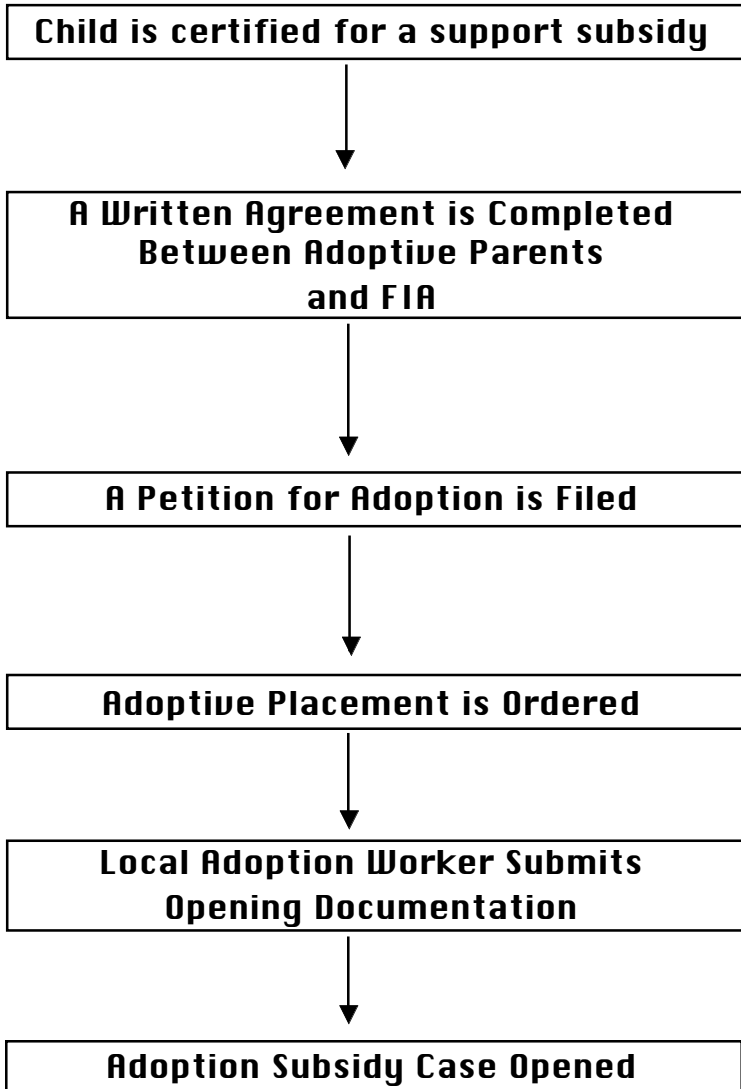 Child is certified for a support subsidy
A Written Agreement is Completed
Between Adoptive Parents
and FIA
A Petition for Adoption is Filed
Adoptive Placement is Ordered
Local Adoption Worker Submits
Opening Documentation
Adoption Subsidy Case Opened